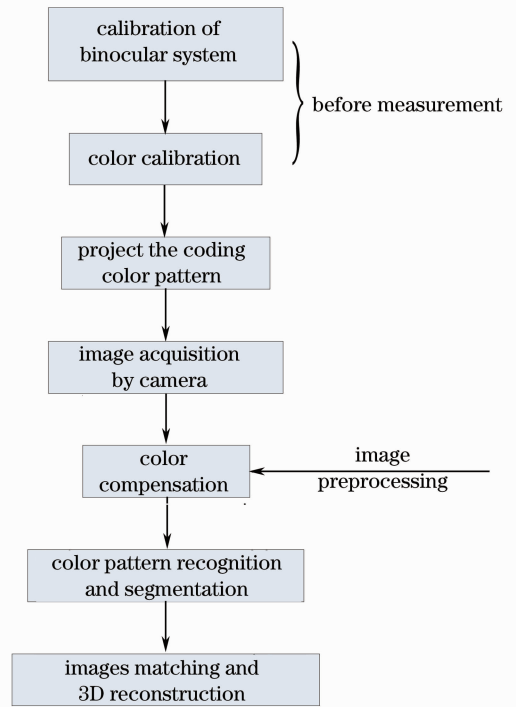 calibration of
binocular system
before measurement
color calibration
project the coding
color pattern
image acquisition
by camera
color
compensation
image
preprocessing
color pattern recognition
and segmentation
images matching and
3D reconstruction